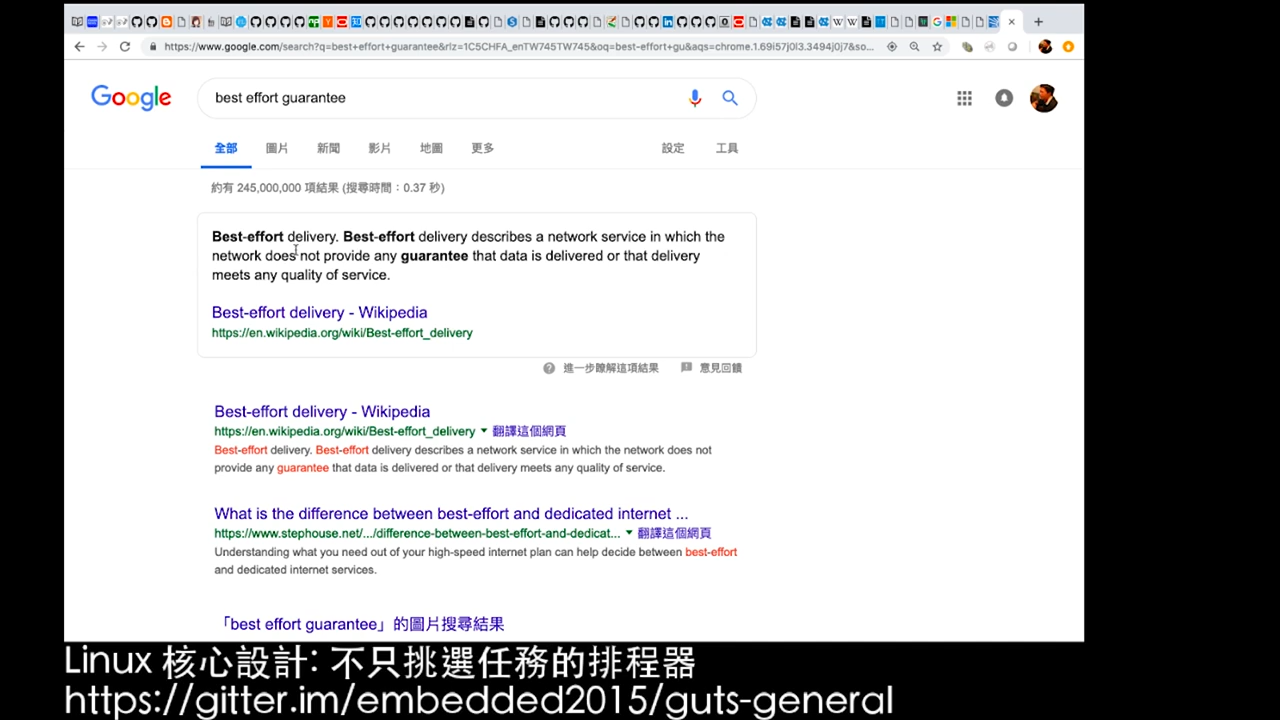 https://www.google.com/search?q=best+effort+guarantee&rlz=1C5CHFA_enTW745TW745&oq=best-effort+gu&aqs=chrome.1.69i57j0l3.3494j0j7&so...
Google
best effort guarantee
全部 圖片 新聞 影片 地圖 更多 設定 工具
約有 245,000,000 項結果 (搜尋時間：0.37 秒)
Best-effort delivery. Best-effort delivery describes a network service in which the
network does not provide any guarantee that data is delivered or that delivery
meets any quality of service.
Best-effort delivery - Wikipedia
https://en.wikipedia.org/wiki/Best-effort_delivery
進一步瞭解這項結果 意見回饋
Best-effort delivery - Wikipedia
https://en.wikipedia.org/wiki/Best-effort_delivery 翻譯這個網頁
Best-effort delivery. Best-effort delivery describes a network service in which the network does not
provide any guarantee that data is delivered or that delivery meets any quality of service.
What is the difference between best-effort and dedicated internet ...
https://www.stephouse.net/.../difference-between-best-effort-and-dedicat... 翻譯這個網頁
Understanding what you need out of your high-speed internet plan can help decide between best-effort
and dedicated internet services.
「best effort guarantee」的圖片搜尋結果
Linux 核心設計: 不只挑選任務的排程器
https://gitter.im/embedded2015/guts-general